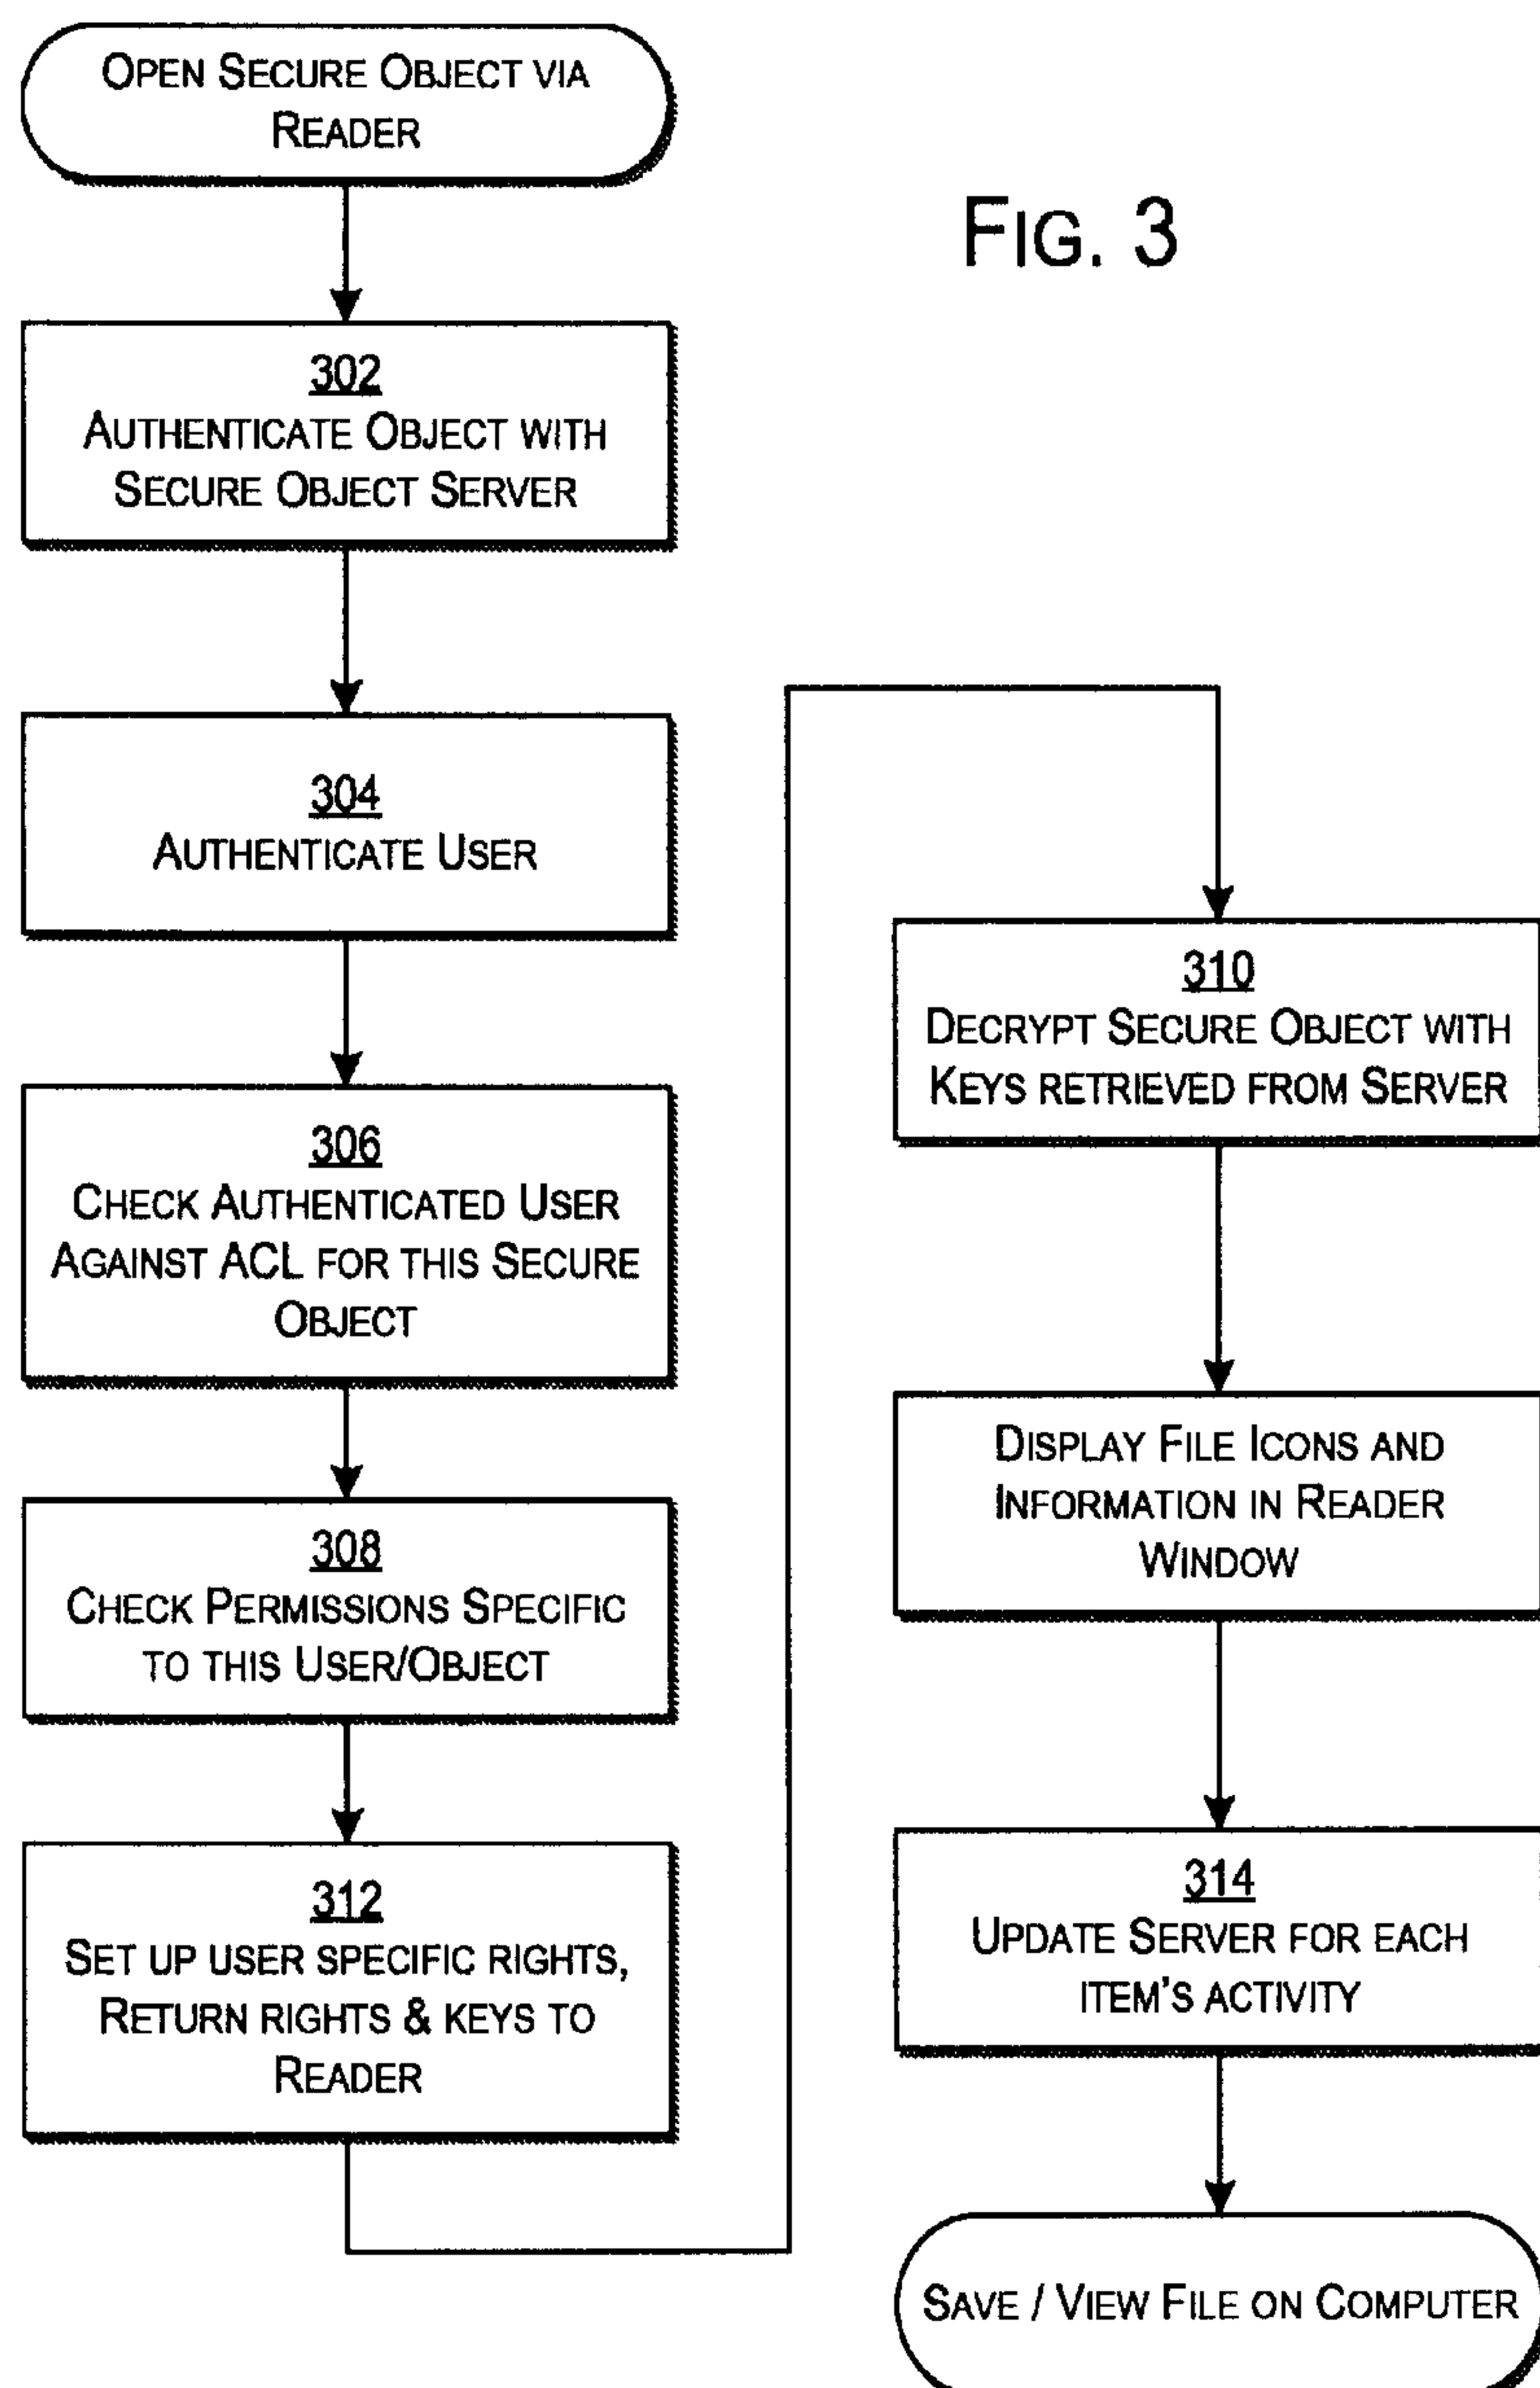 OPEN SECURE OBJECT VIA
READER
FIG. 3
302
AUTHENTICATE OBJECT WITH
SECURE OBJECT SERVER
304
AUTHENTICATE USER
306
CHECK AUTHENTICATED USER
AGAINST ACL FOR THIS SECURE
OBJECT
308
CHECK PERMISSIONS SPECIFIC
TO THIS USER/OBJECT
312
SET UP USER SPECIFIC RIGHTS,
RETURN RIGHTS & KEYS TO
READER
310
DECRYPT SECURE OBJECT WITH
KEYS RETRIEVED FROM SERVER
DISPLAY FILE ICONS AND
INFORMATION IN READER
WINDOW
314
UPDATE SERVER FOR EACH
ITEM'S ACTIVITY
SAVE / VIEW FILE ON COMPUTER